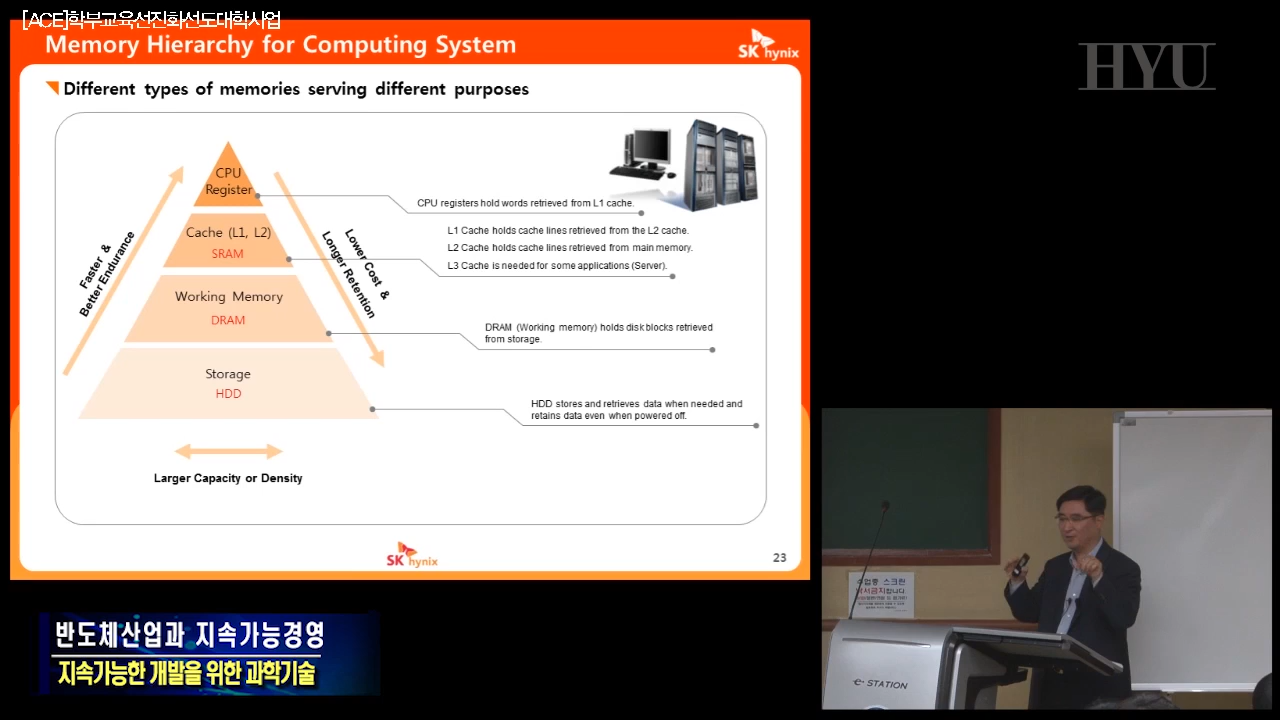 [ACE]학부교육선진화선도대학사업
Memory Hierarchy for Computing System
SK hynix
HYU
Different types of memories serving different purposes
CPU
Register
CPU registers hold words retrieved from L1 cache.
Cache (L1, L2)
SRAM
L1 Cache holds cache lines retrieved from the L2 cache.
L2 Cache holds cache lines retrieved from main memory.
L3 Cache is needed for some applications (Server).
Faster &
Better Endurance
Lower Cost &
Longer Retention
Working Memory
DRAM
DRAM (Working memory) holds disk blocks retrieved
from storage.
Storage
HDD
HDD stores and retrieves data when needed and
retains data even when powered off.
Larger Capacity or Density
SK hynix
23
반도체산업과 지속가능경영
지속가능한 개발을 위한 과학기술
수업중 스크린
e-STATION